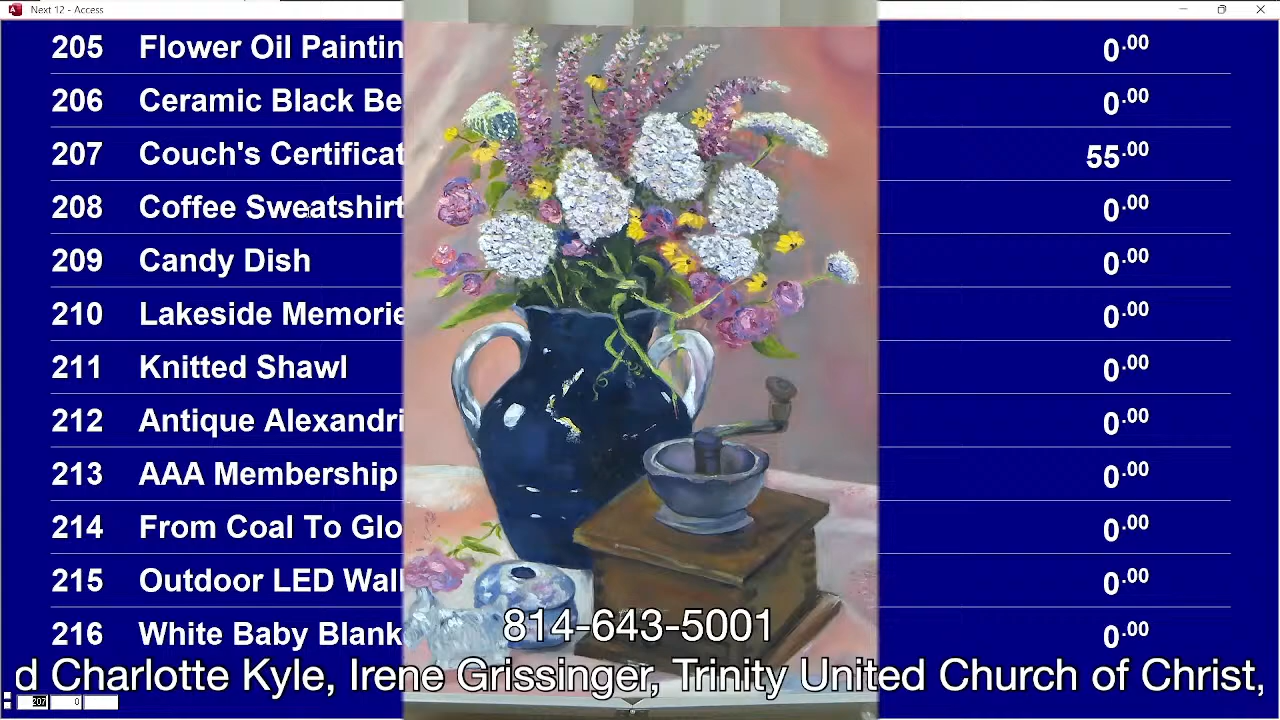 Next 12 - Access
205 Flower Oil Paintin 0.00
206 Ceramic Black Be 0.00
207 Couch's Certificat 55.00
208 Coffee Sweatshirt 0.00
209 Candy Dish 0.00
210 Lakeside Memorie 0.00
211 Knitted Shawl 0.00
212 Antique Alexandri 0.00
213 AAA Membership 0.00
214 From Coal To Glo 0.00
215 Outdoor LED Wall 0.00
216 White Baby Blank 0.00
814-643-5001
d Charlotte Kyle, Irene Grissinger, Trinity United Church of Christ,
207 0